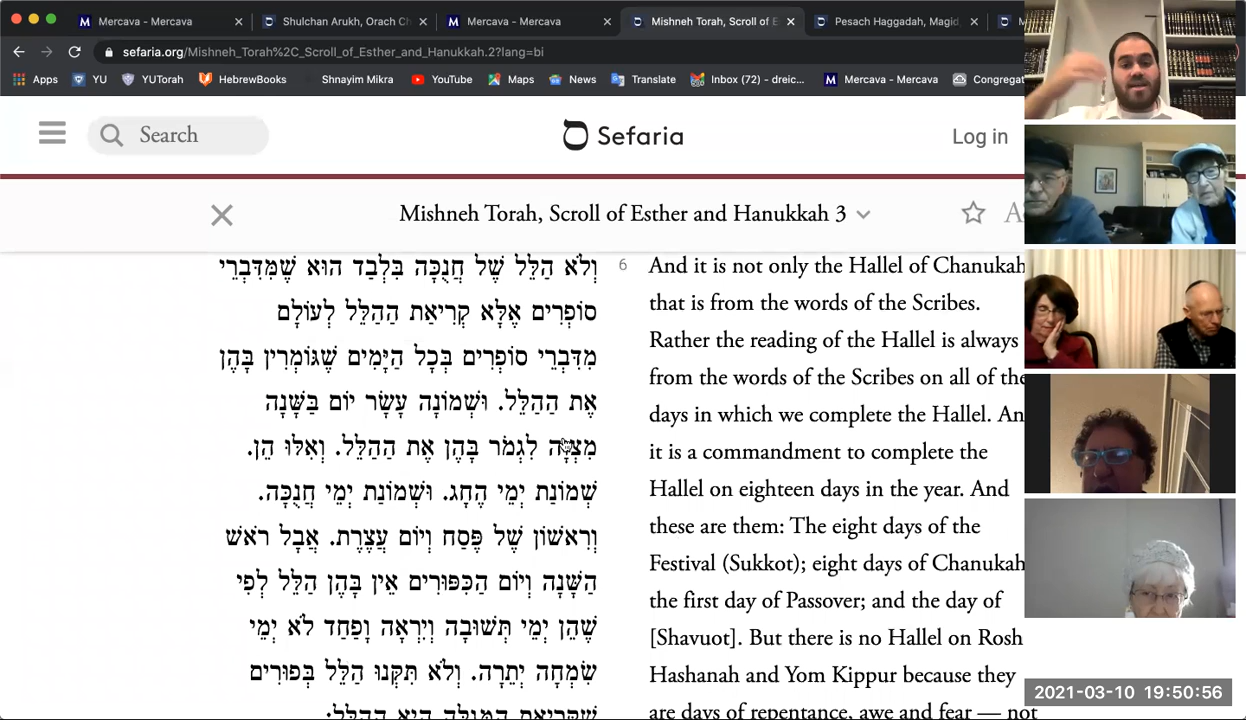 Mercava - Mercava
Shulchan Arukh, Orach Ch
Mercava - Mercava
Mishneh Torah, Scroll of E
Pesach Haggadah, Magid,
sefaria.org/Mishneh_Torah%2C_Scroll_of_Esther_and_Hanukkah.2?lang=bi
Apps YU YUTorah HebrewBooks Shnayim Mikra YouTube Maps News Translate Inbox (72) – dreic... Mercava - Mercava Congregat
Search
Sefaria
Log in
Mishneh Torah, Scroll of Esther and Hanukkah 3
A
וְלֹא הַלֵּל שֶׁל חֲנֻכָּה בִּלְבַד הוּא שֶׁמִּדִּבְרֵי
סוֹפְרִים אֶלָּא קְרִיאַת הַהַלֵּל לְעוֹלָם
מִדִּבְרֵי סוֹפְרִים בְּכָל הַיָּמִים שֶׁגּוֹמְרִין בָּהֶן
אֶת הַהַלֵּל. וּשְׁמוֹנָה עָשָׂר יוֹם בַּשָּׁנָה
מִצְוָה לִגְמֹר בָּהֶן אֶת הַהַלֵּל. וְאִלּוּ הֵן.
שְׁמוֹנַת יְמֵי הֶחָג. וּשְׁמוֹנַת יְמֵי חֲנֻכָּה.
וְרִאשׁוֹן שֶׁל פֶּסַח וְיוֹם עֲצֶרֶת. אֲבָל רֹאשׁ
הַשָּׁנָה וְיוֹם הַכִּפּוּרִים אֵין בָּהֶן הַלֵּל לְפִי
שֶׁהֵן יְמֵי תְּשׁוּבָה וְיִרְאָה וָפַחַד לֹא יְמֵי
שִׂמְחָה יְתֵרָה. וְלֹא תִּקְּנוּ הַלֵּל בְּפוּרִים
שֶׁקְּרִיאַת הַמְּגִלָּה הִיא הַהַלֵּל:
6
And it is not only the Hallel of Chanukah
that is from the words of the Scribes.
Rather the reading of the Hallel is always
from the words of the Scribes on all of the
days in which we complete the Hallel. An
it is a commandment to complete the
Hallel on eighteen days in the year. And
these are them: The eight days of the
Festival (Sukkot); eight days of Chanukah
the first day of Passover; and the day of
[Shavuot]. But there is no Hallel on Rosh
Hashanah and Yom Kippur because they
are days of repentance, awe and fear — not
2021-03-10 19:50:56